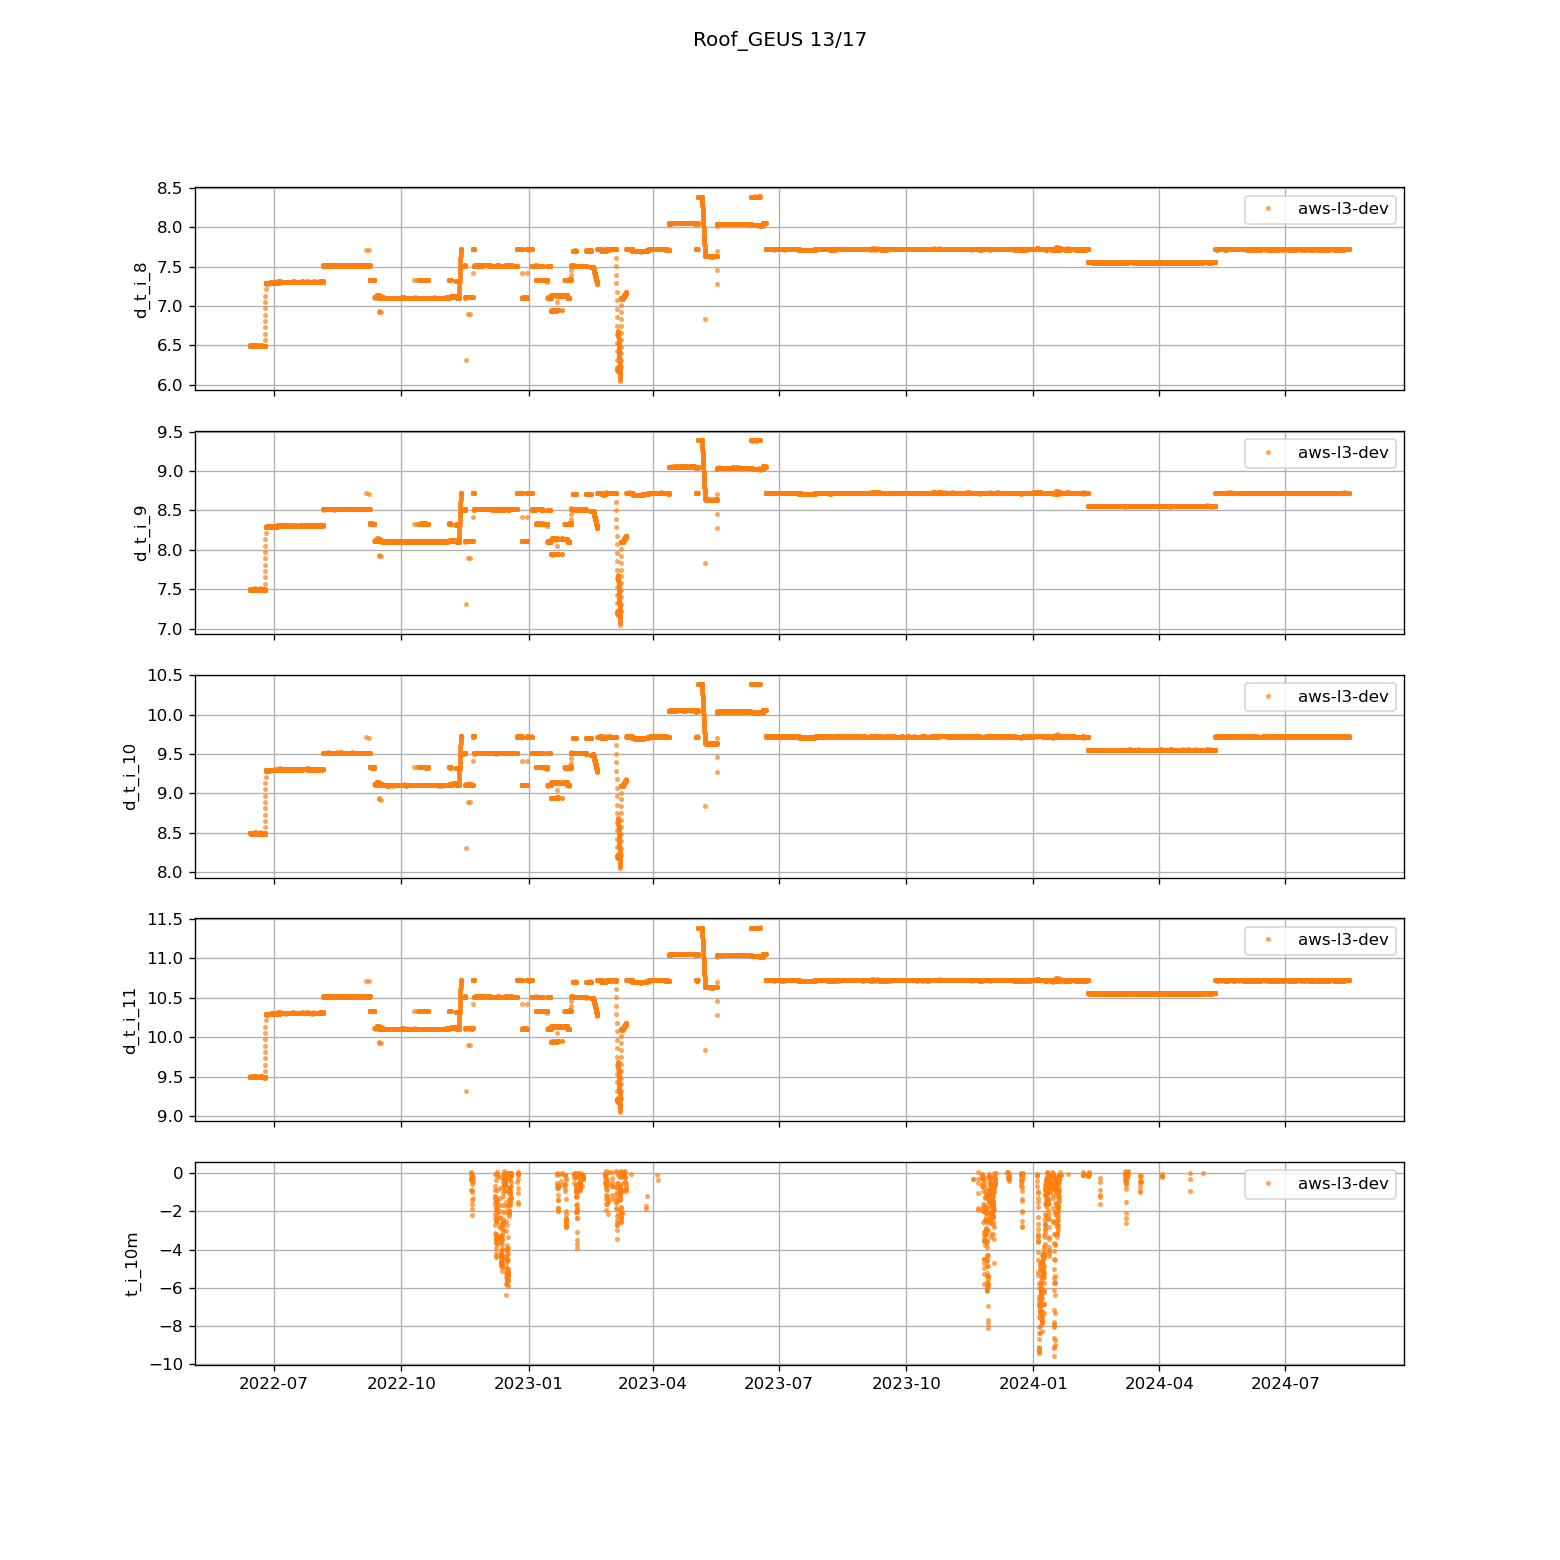 Roof_GEUS 13/17
8.5
8.0
7.5
7.0
6.5
6.0
d_t_i_8
aws-l3-dev
9.5
9.0
8.5
8.0
7.5
7.0
d_t_i_9
aws-l3-dev
10.5
10.0
9.5
9.0
8.5
8.0
d_t_i_10
aws-l3-dev
11.5
11.0
10.5
10.0
9.5
9.0
d_t_i_11
aws-l3-dev
0
−2
−4
−6
−8
−10
t_i_10m
aws-l3-dev
2022-07 2022-10 2023-01 2023-04 2023-07 2023-10 2024-01 2024-04 2024-07